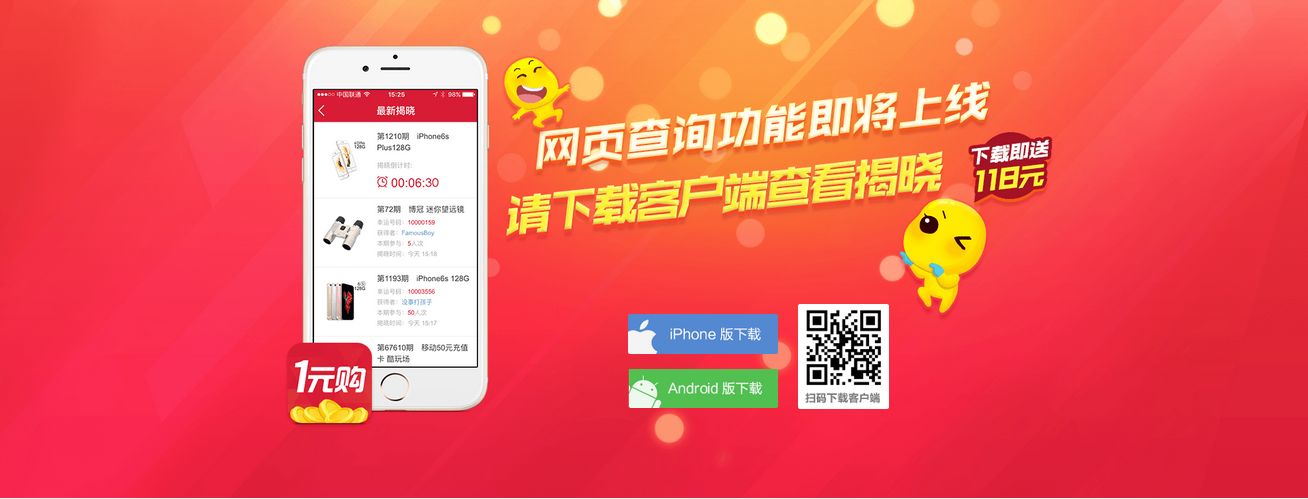 中国联通
15:25
98%
最新揭晓
第1210期 iPhone6s
Plus128G
揭晓倒计时:
00:06:30
128G
第72期 博冠 迷你望远镜
幸运号码: 10000159
获得者: FamousBoy
本期参与: 5人次
揭晓时间: 今天 15:18
128G
第1193期 iPhone6s 128G
幸运号码: 10003556
获得者: 没事打孩子
本期参与: 50人次
揭晓时间: 今天 15:17
第67610期 移动50元充值
卡 酷玩场
1元购
网页查询功能即将上线
请下载客户端查看揭晓
下载即送
118元
iPhone 版下载
Android 版下载
扫码下载客户端